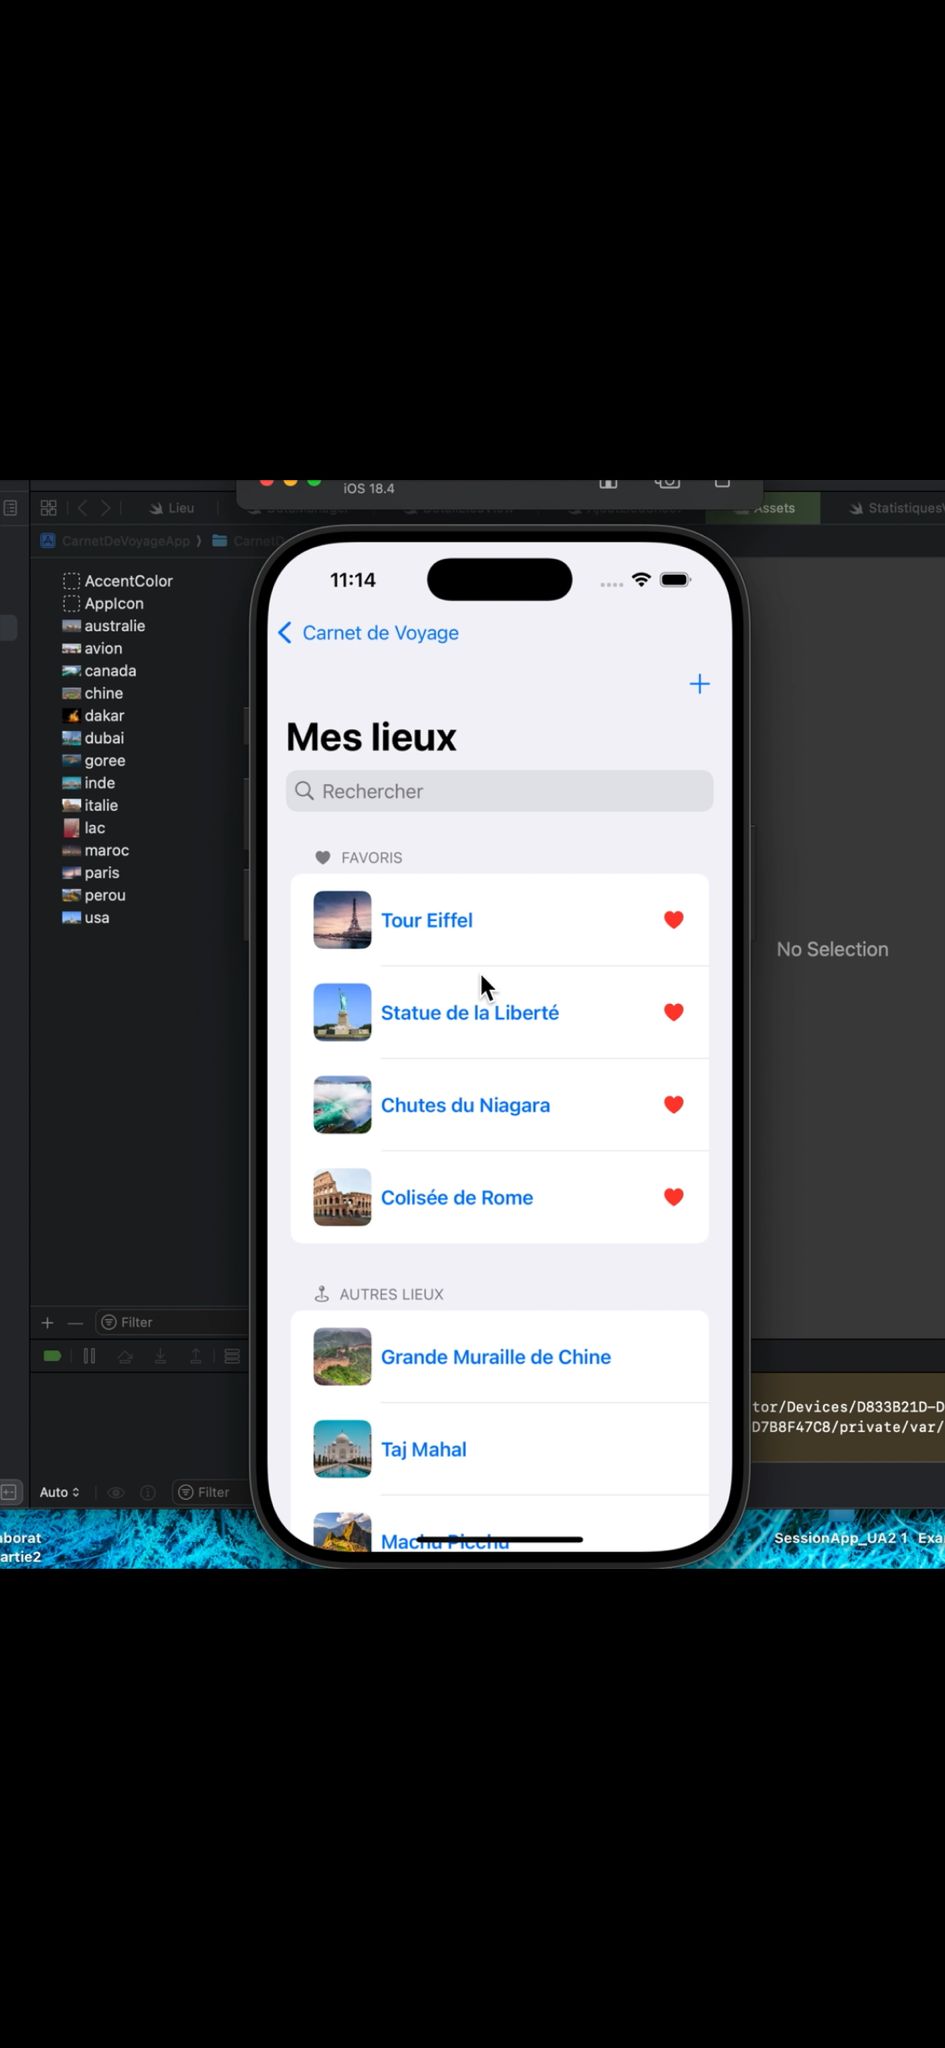 iOS 18.4
Lieu
Assets
Statistiques
CarnetDeVoyageApp
AccentColor
AppIcon
australie
avion
canada
chine
dakar
dubai
goree
inde
italie
lac
maroc
paris
perou
usa
11:14
Carnet de Voyage
Mes lieux
Rechercher
FAVORIS
Tour Eiffel
Statue de la Liberté
Chutes du Niagara
Colisée de Rome
AUTRES LIEUX
Grande Muraille de Chine
Taj Mahal
Machu Picchu
No Selection
Filter
tor/Devices/D833B21D-D
D7B8F47C8/private/var/
Auto
Filter
aborat
artie2
SessionApp_UA2 1
Exa